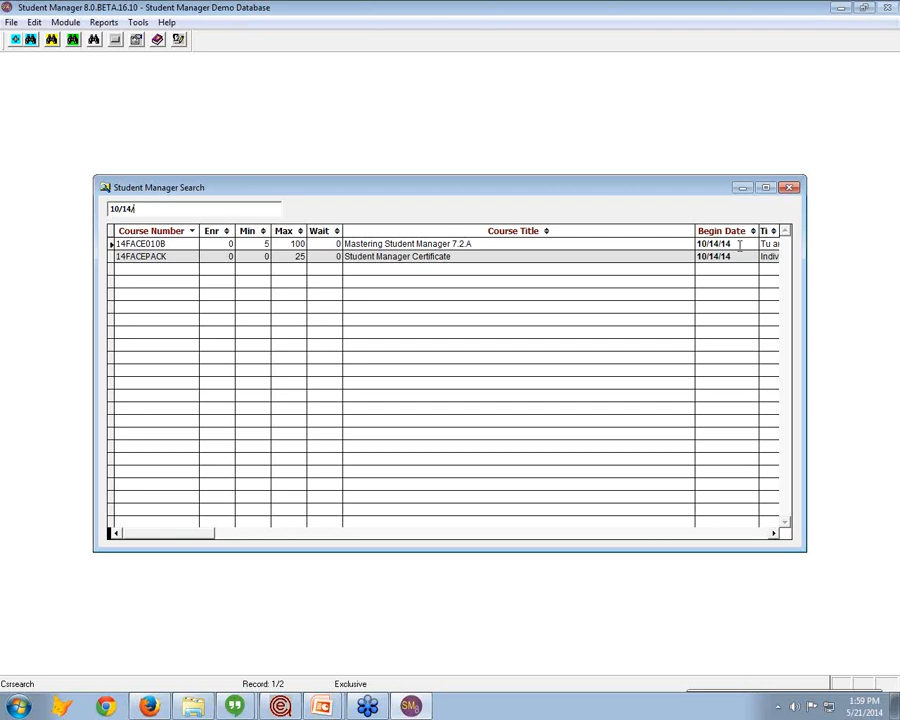 Student Manager 8.0.BETA.16.10 - Student Manager Demo Database
File Edit Module Reports Tools Help
Student Manager Search
10/14/
Course Number Enr Min Max Wait Course Title Begin Date Ti
14FACE010B 0 5 100 0 Mastering Student Manager 7.2.A 10/14/14 Tu ar
14FACEPACK 0 0 25 0 Student Manager Certificate 10/14/14 Indiv
Csrsearch Record: 1/2 Exclusive
1:59 PM
5/21/2014